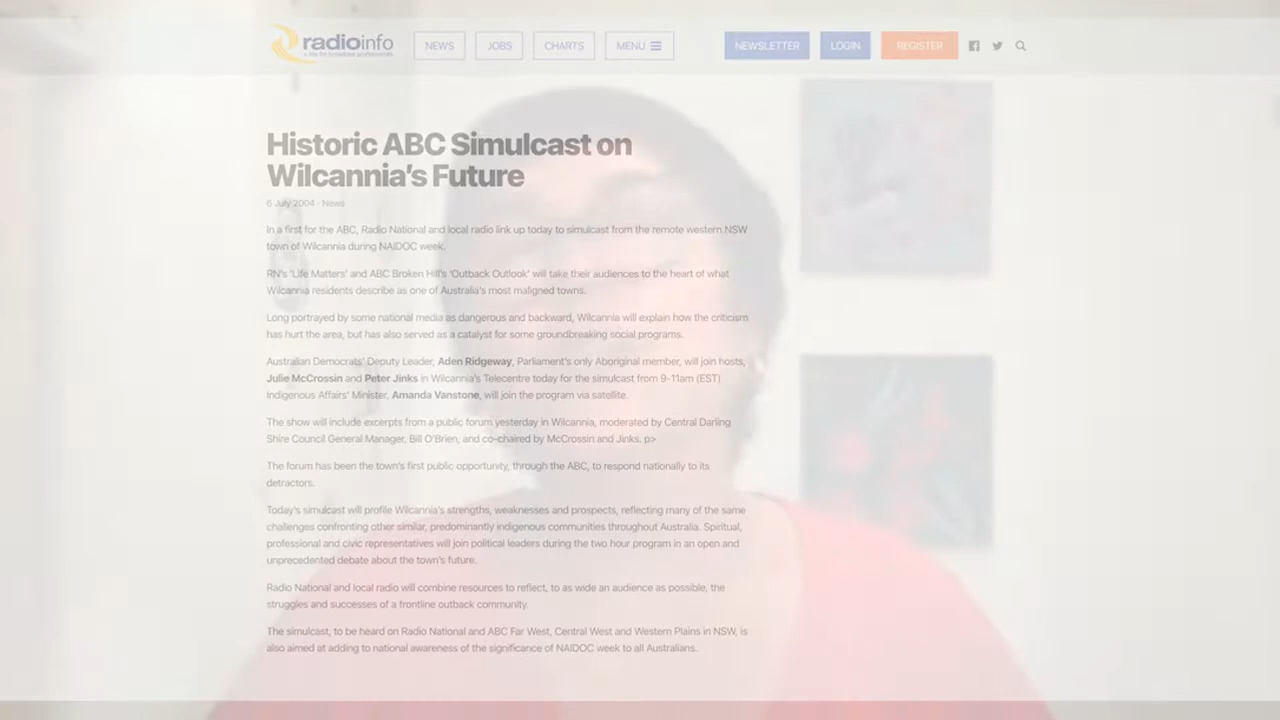 radioinfo
NEWS
JOBS
CHARTS
MENU
NEWSLETTER
LOGIN
REGISTER
Historic ABC Simulcast on
Wilcannia's Future
6 July 2004 - News
In a first for the ABC, Radio National and local radio link up today to simulcast from the remote western NSW
town of Wilcannia during NAIDOC week.
RN's 'Life Matters' and ABC Broken Hill's 'Outback Outlook' will take their audiences to the heart of what
Wilcannia residents describe as one of Australia's most maligned towns.
Long portrayed by some national media as dangerous and backward, Wilcannia will explain how the criticism
has hurt the area, but has also served as a catalyst for some groundbreaking social programs.
Australian Democrats' Deputy Leader, Aden Ridgeway, Parliament's only Aboriginal member, will join hosts,
Julie McCrossin and Peter Jinks in Wilcannia's Telecentre today for the simulcast from 9-11am (EST)
Indigenous Affairs' Minister, Amanda Vanstone, will join the program via satellite.
The show will include excerpts from a public forum yesterday in Wilcannia, moderated by Central Darling
Shire Council General Manager, Bill O'Brien, and co-chaired by McCrossin and Jinks. p>
The forum has been the town's first public opportunity, through the ABC, to respond nationally to its
detractors.
Today's simulcast will profile Wilcannia's strengths, weaknesses and prospects, reflecting many of the same
challenges confronting other similar, predominantly indigenous communities throughout Australia. Spiritual,
professional and civic representatives will join political leaders during the two hour program in an open and
unprecedented debate about the town's future.
Radio National and local radio will combine resources to reflect, to as wide an audience as possible, the
struggles and successes of a frontline outback community.
The simulcast, to be heard on Radio National and ABC Far West, Central West and Western Plains in NSW, is
also aimed at adding to national awareness of the significance of NAIDOC week to all Australians.